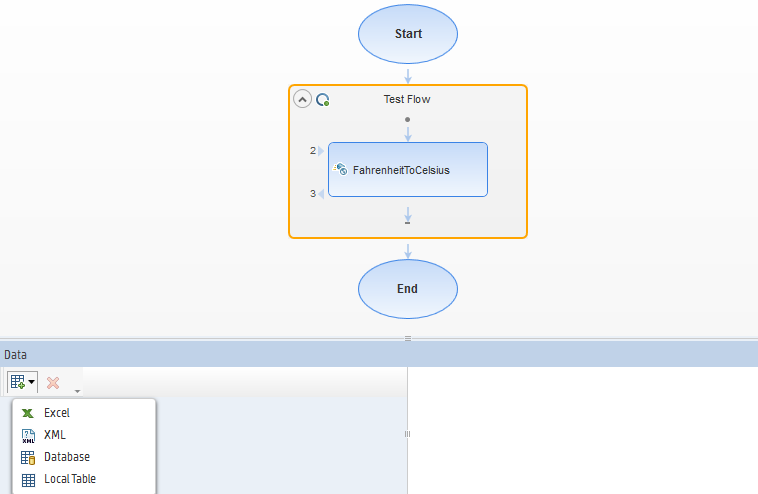 Start
Test Flow
2
FahrenheitToCelsius
3
End
Data
Excel
XML
Database
Local Table